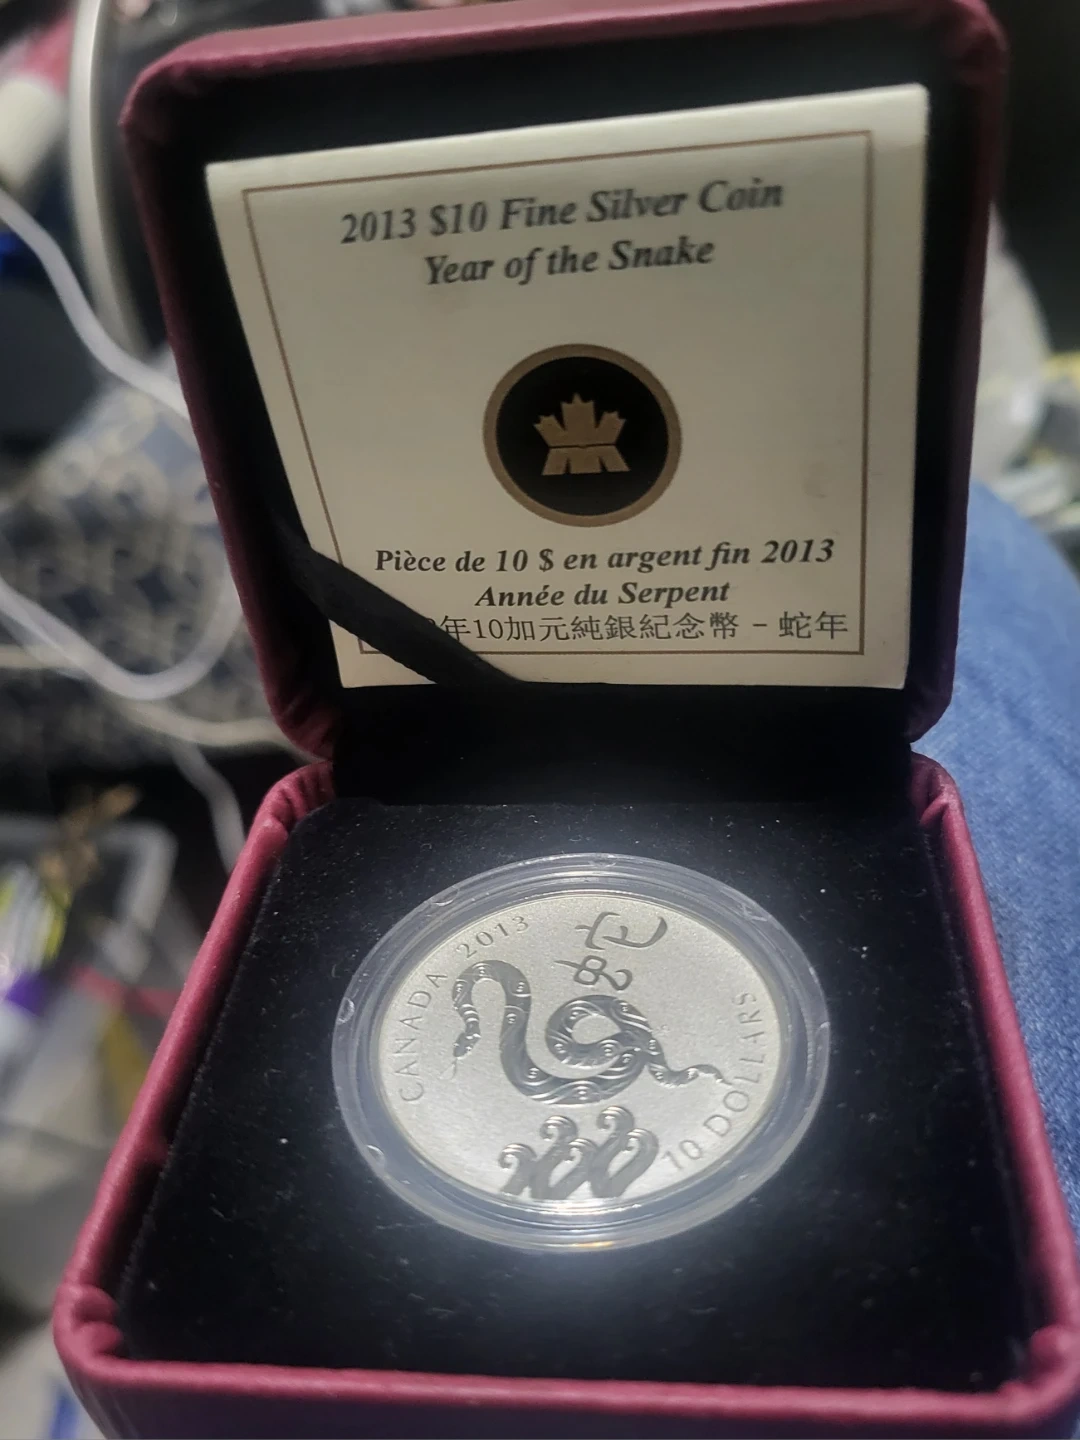 2013 $10 Fine Silver Coin
Year of the Snake
Pièce de 10 $ en argent fin 2013
Année du Serpent
年10加元純銀紀念幣 - 蛇年
CANADA 2013
蛇
10 DOLLARS